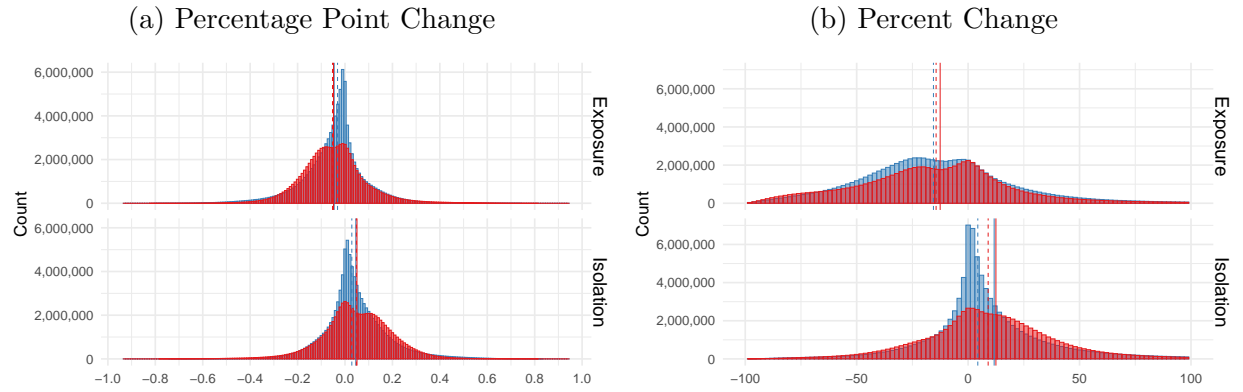 (a) Percentage Point Change
6,000,000
4,000,000
2,000,000
0
Exposure
Count
6,000,000
4,000,000
2,000,000
0
Isolation
−1.0 −0.8 −0.6 −0.4 −0.2 0.0 0.2 0.4 0.6 0.8 1.0
(b) Percent Change
6,000,000
4,000,000
2,000,000
0
Exposure
Count
6,000,000
4,000,000
2,000,000
0
Isolation
−100 −50 0 50 100